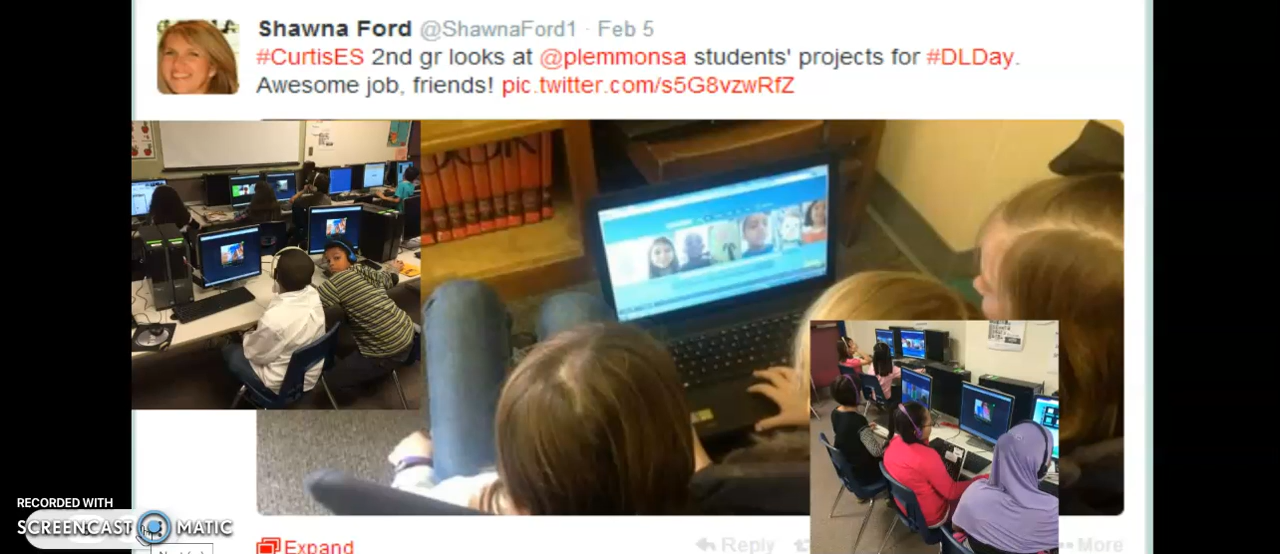 Shawna Ford @ShawnaFord1 · Feb 5
#CurtisES 2nd gr looks at @plemmonsa students' projects for #DLDay.
Awesome job, friends! pic.twitter.com/s5G8vzwRfZ
RECORDED WITH
SCREENCAST MATIC
Expand
Reply
More